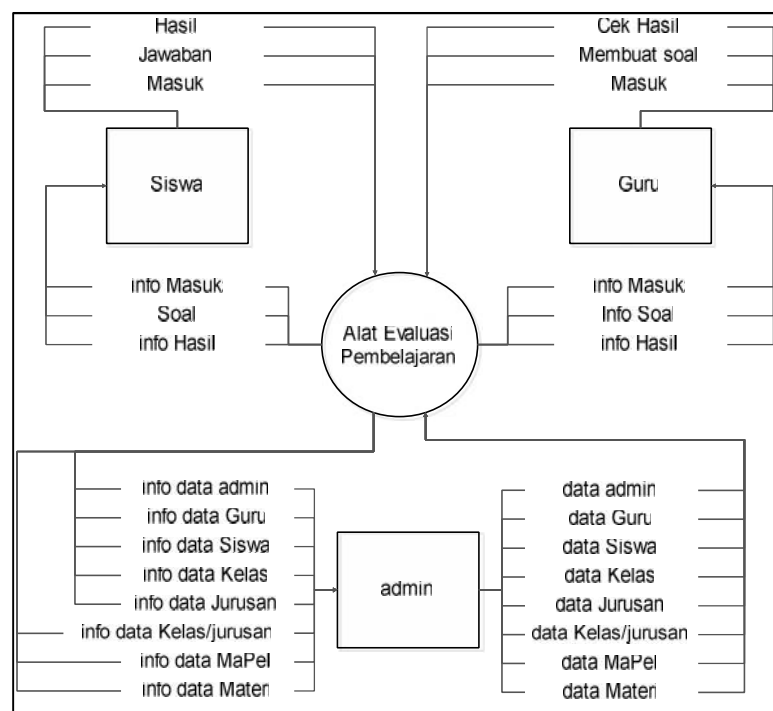 Hasil
Jawaban
Masuk
Cek Hasil
Membuat soal
Masuk
Siswa
Guru
info Masuk
Soal
info Hasil
Alat Evaluasi
Pembelajaran
info Masuk
Info Soal
info Hasil
info data admin
info data Guru
info data Siswa
info data Kelas
info data Jurusan
info data Kelas/jurusan
info data MaPel
info data Materi
admin
data admin
data Guru
data Siswa
data Kelas
data Jurusan
data Kelas/jurusan
data MaPel
data Materi